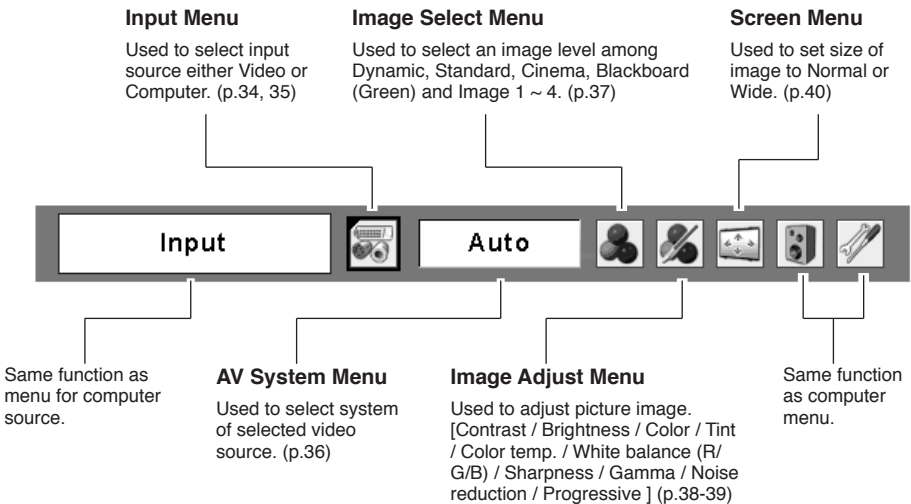 Input Menu
Used to select input
source either Video or
Computer. (p.34, 35)
Image Select Menu
Used to select an image level among
Dynamic, Standard, Cinema, Blackboard
(Green) and Image 1 ~ 4. (p.37)
Screen Menu
Used to set size of
image to Normal or
Wide. (p.40)
Input
Auto
Same function as
menu for computer
source.
AV System Menu
Used to select system
of selected video
source. (p.36)
Image Adjust Menu
Used to adjust picture image.
[Contrast / Brightness / Color / Tint
/ Color temp. / White balance (R/
G/B) / Sharpness / Gamma / Noise
reduction / Progressive ] (p.38-39)
Same function
as computer
menu.